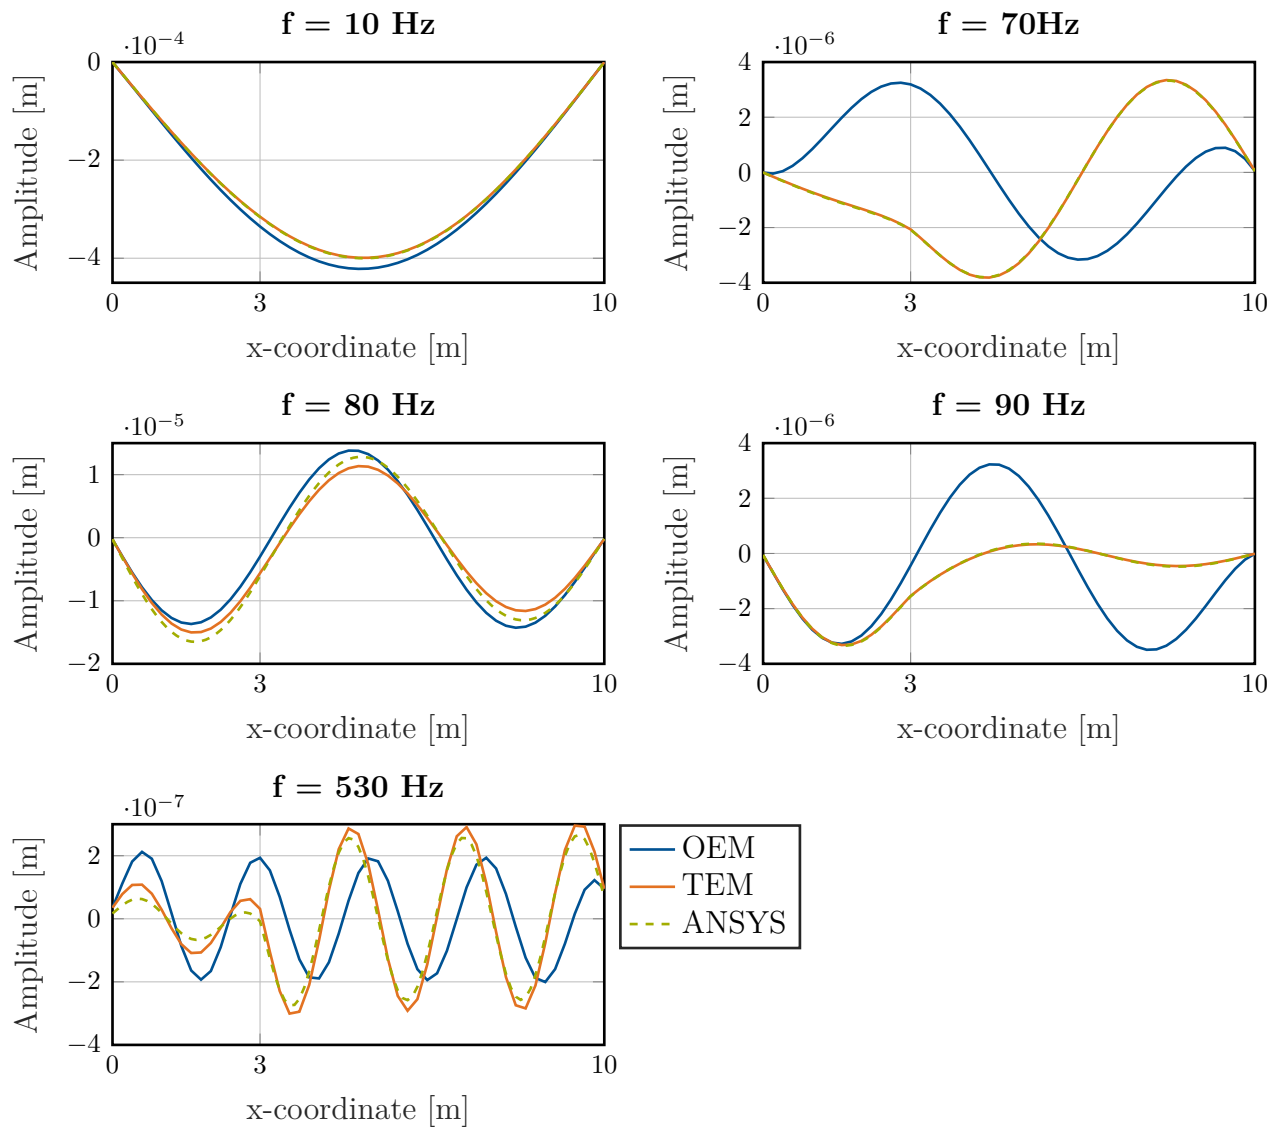 f = 10 Hz
·10⁻⁴
0
−2
−4
Amplitude [m]
0 3 10
x-coordinate [m]
f = 70Hz
·10⁻⁶
4
2
0
−2
−4
Amplitude [m]
0 3 10
x-coordinate [m]
f = 80 Hz
·10⁻⁵
1
0
−1
−2
Amplitude [m]
0 3 10
x-coordinate [m]
f = 90 Hz
·10⁻⁶
4
2
0
−2
−4
Amplitude [m]
0 3 10
x-coordinate [m]
f = 530 Hz
·10⁻⁷
2
0
−2
−4
Amplitude [m]
0 3 10
x-coordinate [m]
OEM
TEM
ANSYS